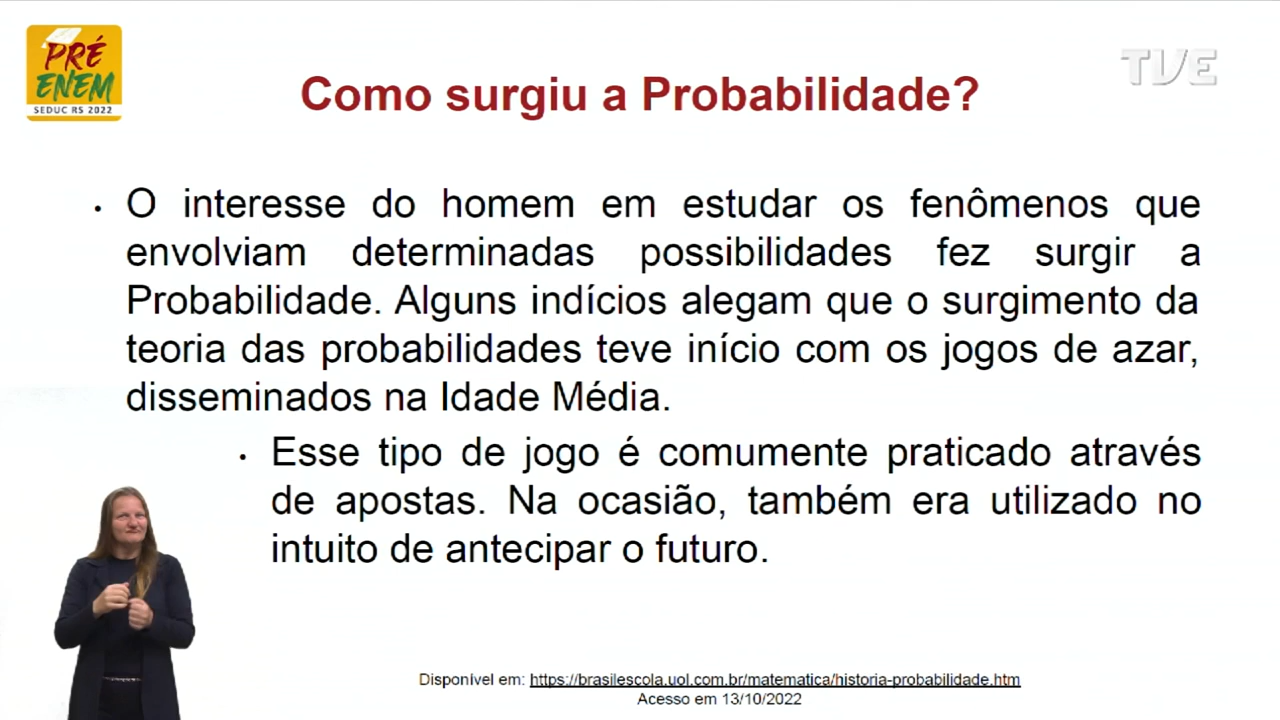 PRÉ
ENEM
SEDUC RS 2022
TVE
Como surgiu a Probabilidade?
• O interesse do homem em estudar os fenômenos que
envolviam determinadas possibilidades fez surgir a
Probabilidade. Alguns indícios alegam que o surgimento da
teoria das probabilidades teve início com os jogos de azar,
disseminados na Idade Média.
• Esse tipo de jogo é comumente praticado através
de apostas. Na ocasião, também era utilizado no
intuito de antecipar o futuro.
Disponível em: https://brasilescola.uol.com.br/matematica/historia-probabilidade.htm
Acesso em 13/10/2022